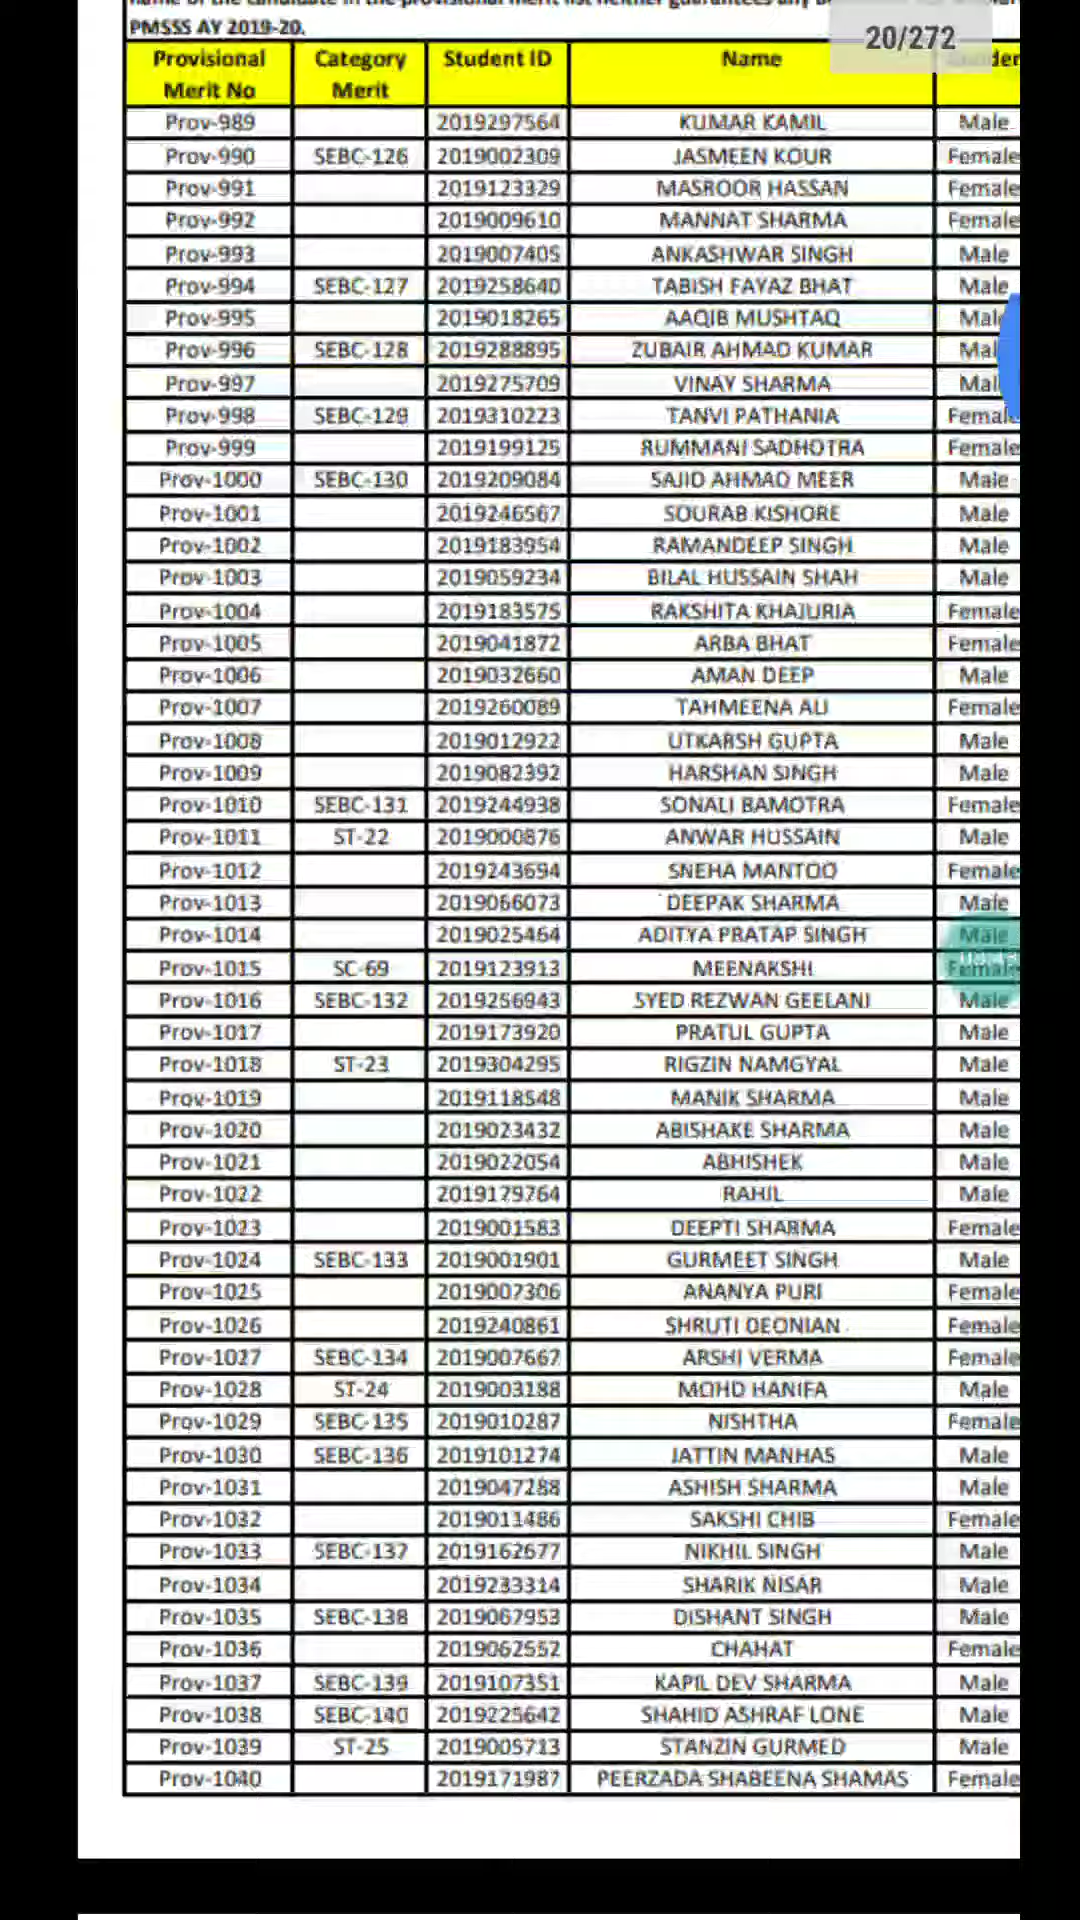 PMSSS AY 2019-20.
20/272
Provisional Merit No Category Merit Student ID Name
Prov-989 2019297564 KUMAR KAMIL Male
Prov-990 SEBC-126 2019002309 JASMEEN KOUR Female
Prov-991 2019123329 MASROOR HASSAN Female
Prov-992 2019009610 MANNAT SHARMA Female
Prov-993 2019007405 ANKASHWAR SINGH Male
Prov-994 SEBC-127 2019258640 TABISH FAYAZ BHAT Male
Prov-995 2019018265 AAQIB MUSHTAQ Male
Prov-996 SEBC-128 2019288895 ZUBAIR AHMAD KUMAR Mal
Prov-997 2019275709 VINAY SHARMA Mal
Prov-998 SEBC-129 2019310223 TANVI PATHANIA Female
Prov-999 2019199125 RUMMANI SADHOTRA Female
Prov-1000 SEBC-130 2019209084 SAJID AHMAD MEER Male
Prov-1001 2019246567 SOURAB KISHORE Male
Prov-1002 2019183954 RAMANDEEP SINGH Male
Prov-1003 2019059234 BILAL HUSSAIN SHAH Male
Prov-1004 2019183575 RAKSHITA KHAJURIA Female
Prov-1005 2019041872 ARBA BHAT Female
Prov-1006 2019032660 AMAN DEEP Male
Prov-1007 2019260089 TAHMEENA ALI Female
Prov-1008 2019012922 UTKARSH GUPTA Male
Prov-1009 2019082392 HARSHAN SINGH Male
Prov-1010 SEBC-131 2019244938 SONALI BAMOTRA Female
Prov-1011 ST-22 2019000876 ANWAR HUSSAIN Male
Prov-1012 2019243694 SNEHA MANTOO Female
Prov-1013 2019066073 DEEPAK SHARMA Male
Prov-1014 2019025464 ADITYA PRATAP SINGH Male
Prov-1015 SC-69 2019123913 MEENAKSHI Female
Prov-1016 SEBC-132 2019256943 SYED REZWAN GEELANI Male
Prov-1017 2019173920 PRATUL GUPTA Male
Prov-1018 ST-23 2019304295 RIGZIN NAMGYAL Male
Prov-1019 2019118548 MANIK SHARMA Male
Prov-1020 2019023432 ABISHAKE SHARMA Male
Prov-1021 2019022054 ABHISHEK Male
Prov-1022 2019179764 RAHIL Male
Prov-1023 2019001583 DEEPTI SHARMA Female
Prov-1024 SEBC-133 2019001901 GURMEET SINGH Male
Prov-1025 2019007306 ANANYA PURI Female
Prov-1026 2019240861 SHRUTI DEONIAN Female
Prov-1027 SEBC-134 2019007667 ARSHI VERMA Female
Prov-1028 ST-24 2019003188 MOHD HANIFA Male
Prov-1029 SEBC-135 2019010287 NISHTHA Female
Prov-1030 SEBC-136 2019101274 JATTIN MANHAS Male
Prov-1031 2019047288 ASHISH SHARMA Male
Prov-1032 2019011486 SAKSHI CHIB Female
Prov-1033 SEBC-137 2019162677 NIKHIL SINGH Male
Prov-1034 2019233314 SHARIK NISAR Male
Prov-1035 SEBC-138 2019067953 DISHANT SINGH Male
Prov-1036 2019062552 CHAHAT Female
Prov-1037 SEBC-139 2019107351 KAPIL DEV SHARMA Male
Prov-1038 SEBC-140 2019225642 SHAHID ASHRAF LONE Male
Prov-1039 ST-25 2019005713 STANZIN GURMED Male
Prov-1040 2019171987 PEERZADA SHABEENA SHAMAS Female